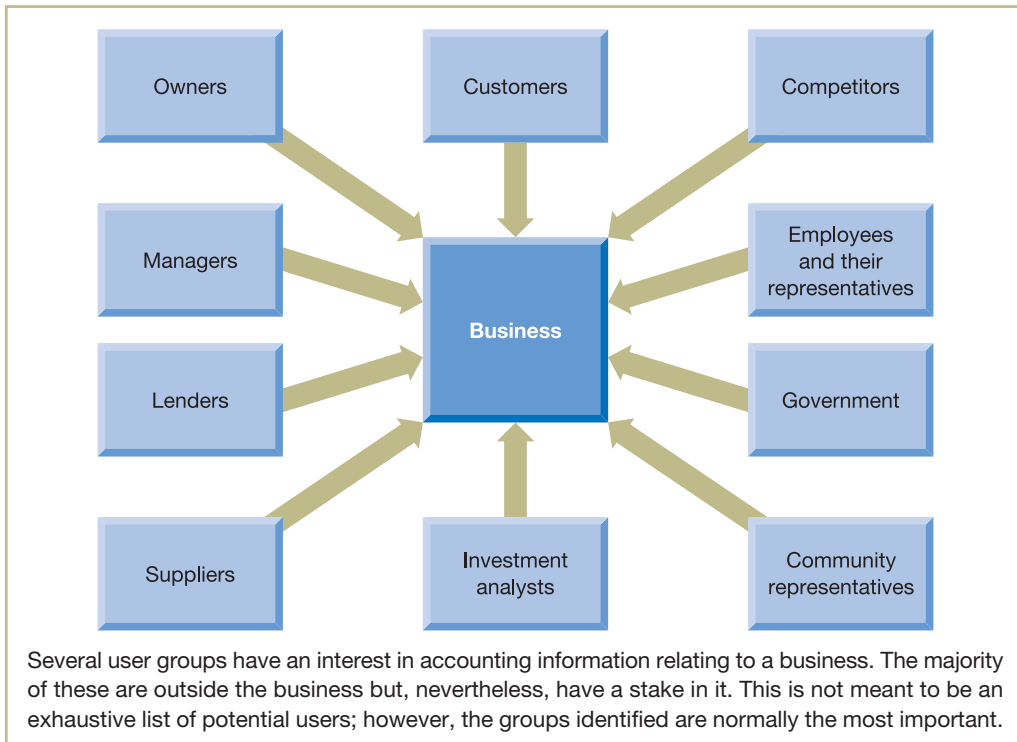 Owners
Customers
Competitors
Managers
Employees
and their
representatives
Business
Lenders
Government
Suppliers
Investment
analysts
Community
representatives
Several user groups have an interest in accounting information relating to a business. The majority
of these are outside the business but, nevertheless, have a stake in it. This is not meant to be an
exhaustive list of potential users; however, the groups identified are normally the most important.